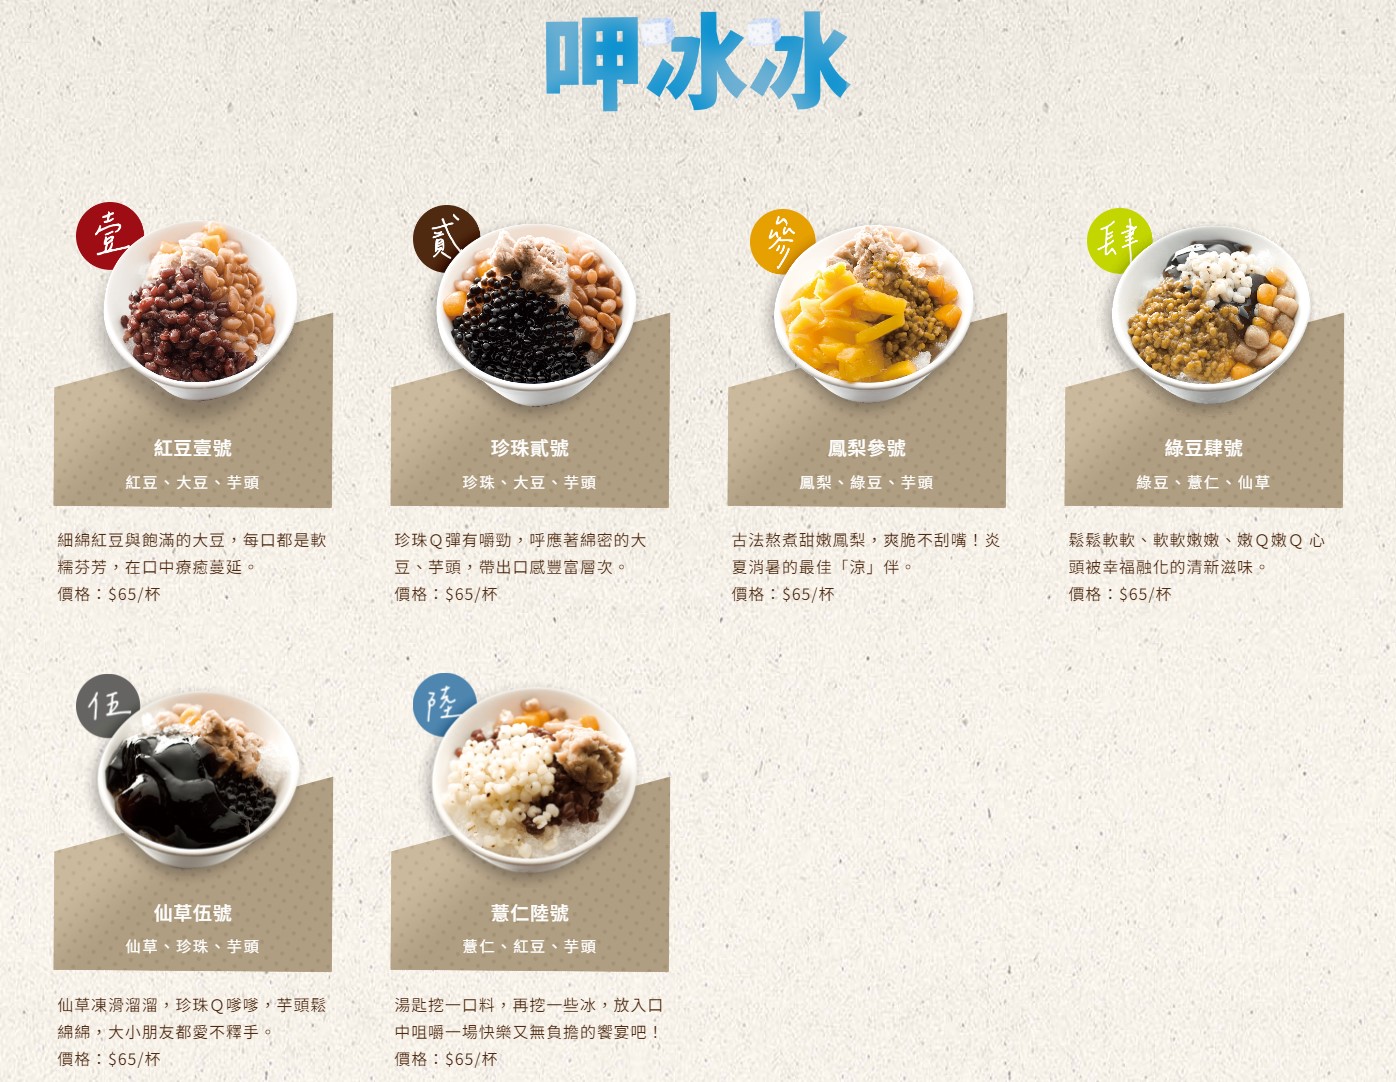 呷冰冰
壹
紅豆壹號
紅豆、大豆、芋頭
細綿紅豆與飽滿的大豆，每口都是軟
糯芬芳，在口中療癒蔓延。
價格：$65/杯
貳
珍珠貳號
珍珠、大豆、芋頭
珍珠Ｑ彈有嚼勁，呼應著綿密的大
豆、芋頭，帶出口感豐富層次。
價格：$65/杯
參
鳳梨參號
鳳梨、綠豆、芋頭
古法熬煮甜嫩鳳梨，爽脆不刮嘴！炎
夏消暑的最佳「涼」伴。
價格：$65/杯
肆
綠豆肆號
綠豆、薏仁、仙草
鬆鬆軟軟、軟軟嫩嫩、嫩Ｑ嫩Ｑ 心
頭被幸福融化的清新滋味。
價格：$65/杯
伍
仙草伍號
仙草、珍珠、芋頭
仙草凍滑溜溜，珍珠Ｑ嗲嗲，芋頭鬆
綿綿，大小朋友都愛不釋手。
價格：$65/杯
陸
薏仁陸號
薏仁、紅豆、芋頭
湯匙挖一口料，再挖一些冰，放入口
中咀嚼一場快樂又無負擔的饗宴吧！
價格：$65/杯